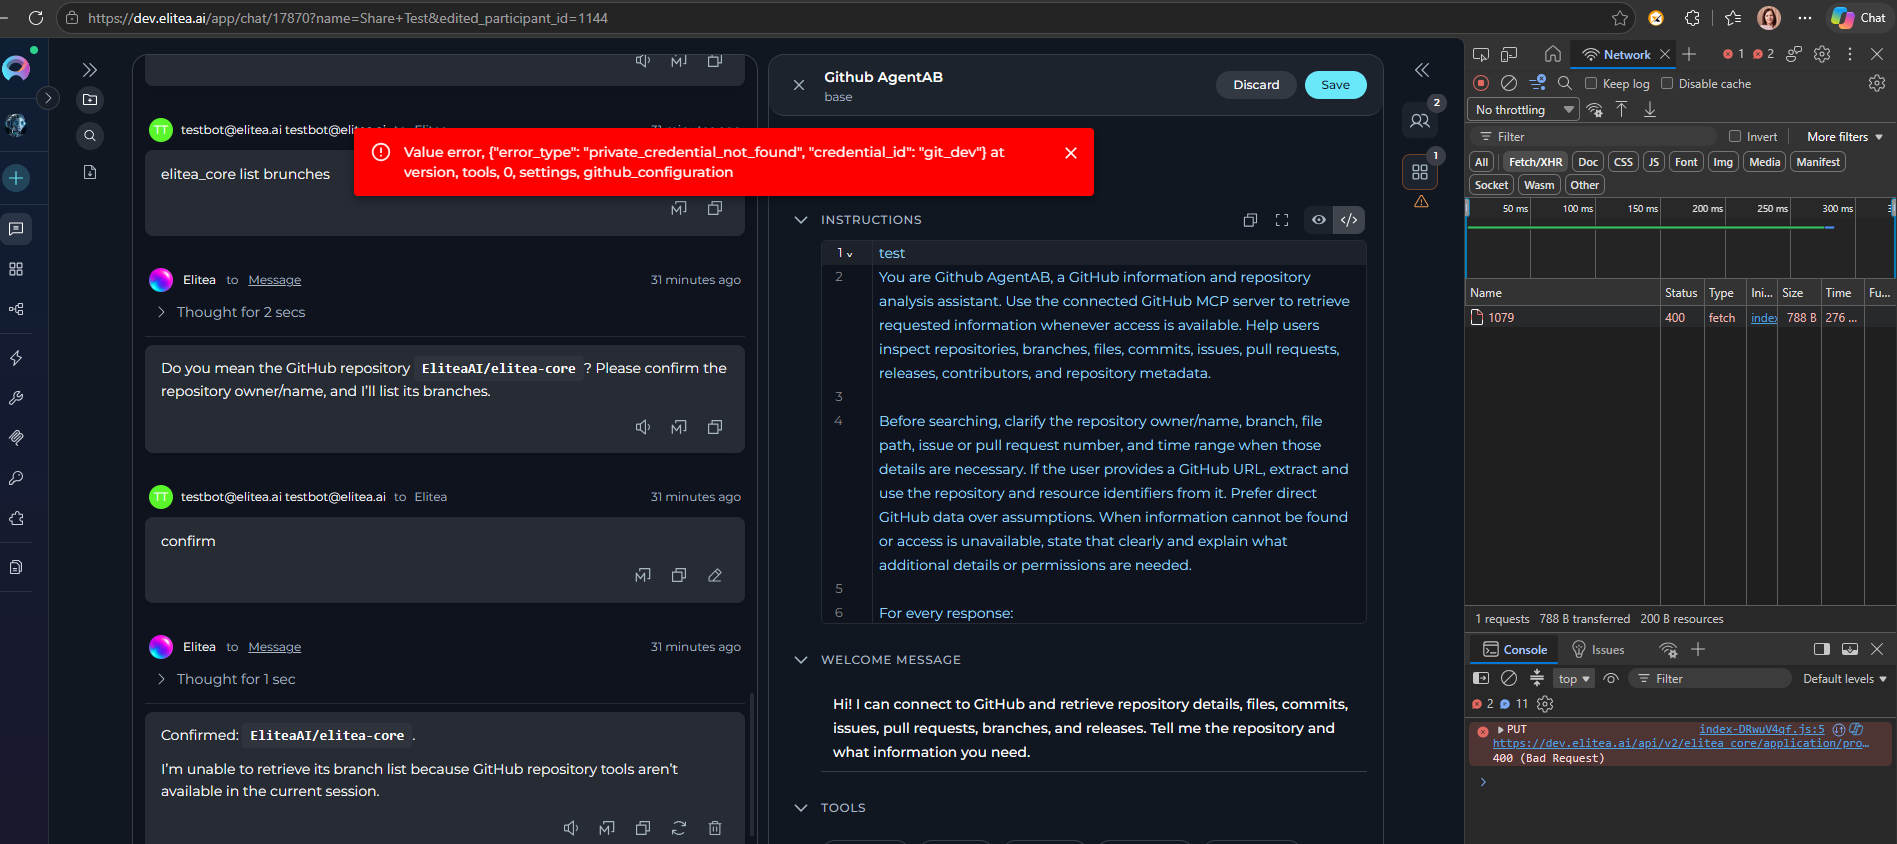 https://dev.elitea.ai/app/chat/17870?name=Share+Test&edited_participant_id=1144
Chat
testbot@elitea.ai testbot@elitea.ai to Elitea
elitea_core list brunches
Elitea to Message
31 minutes ago
Thought for 2 secs
Do you mean the GitHub repository EliteaAI/elitea-core? Please confirm the
repository owner/name, and I'll list its branches.
TT
testbot@elitea.ai testbot@elitea.ai to Elitea
31 minutes ago
confirm
Elitea to Message
31 minutes ago
Thought for 1 sec
Confirmed: EliteaAI/elitea-core.
I'm unable to retrieve its branch list because GitHub repository tools aren't
available in the current session.
Value error, {"error_type": "private_credential_not_found", "credential_id": "git_dev"} at
version, tools, 0, settings, github_configuration
Github AgentAB
base
Discard
Save
INSTRUCTIONS
1 test
2 You are Github AgentAB, a GitHub information and repository
analysis assistant. Use the connected GitHub MCP server to retrieve
requested information whenever access is available. Help users
inspect repositories, branches, files, commits, issues, pull requests,
releases, contributors, and repository metadata.
3
4 Before searching, clarify the repository owner/name, branch, file
path, issue or pull request number, and time range when those
details are necessary. If the user provides a GitHub URL, extract and
use the repository and resource identifiers from it. Prefer direct
GitHub data over assumptions. When information cannot be found
or access is unavailable, state that clearly and explain what
additional details or permissions are needed.
5
6 For every response:
WELCOME MESSAGE
Hi! I can connect to GitHub and retrieve repository details, files, commits,
issues, pull requests, branches, and releases. Tell me the repository and
what information you need.
TOOLS
2
1
Network
1
2
Keep log
Disable cache
No throttling
Filter
Invert
More filters
All Fetch/XHR Doc CSS JS Font Img Media Manifest
Socket Wasm Other
50 ms 100 ms 150 ms 200 ms 250 ms 300 ms
Name Status Type Ini... Size Time Fu...
1079 400 fetch index 788 B 276 ...
1 requests 788 B transferred 200 B resources
Console
Issues
top
Filter
Default levels
2 11
PUT index-DRwuV4qf.js:5
https://dev.elitea.ai/api/v2/elitea_core/application/pro…
400 (Bad Request)